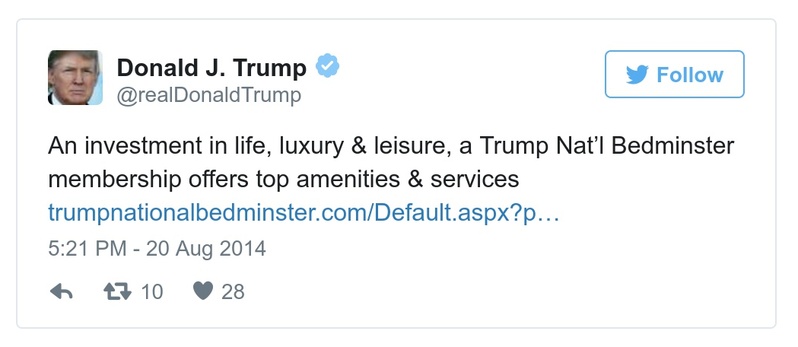 Donald J. Trump
@realDonaldTrump
Follow
An investment in life, luxury & leisure, a Trump Nat’l Bedminster
membership offers top amenities & services
trumpnationalbedminster.com/Default.aspx?p…
5:21 PM - 20 Aug 2014
10 28